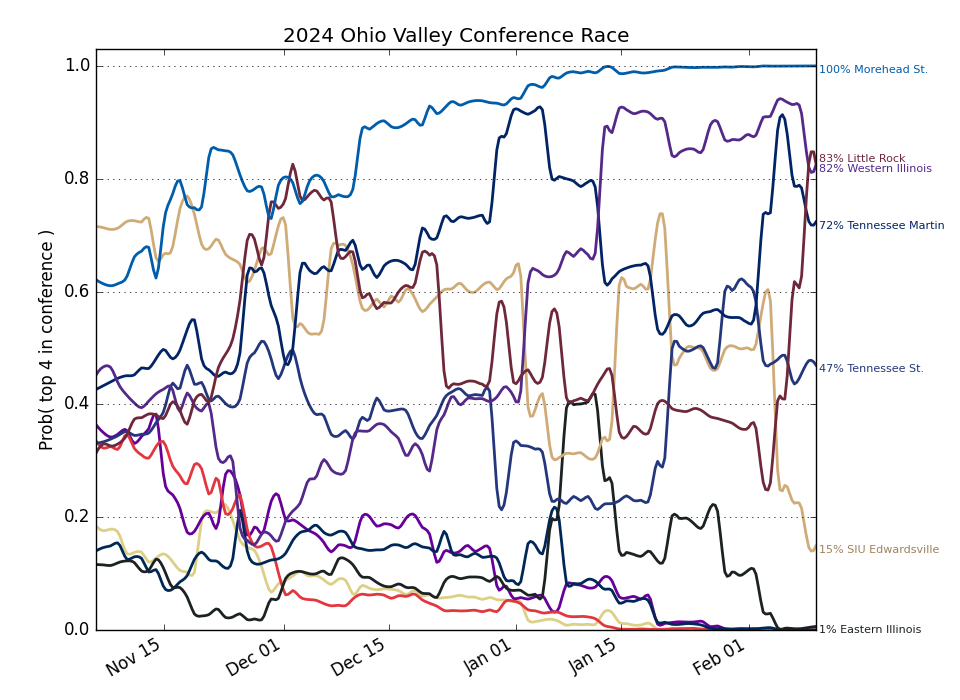 2024 Ohio Valley Conference Race
Prob( top 4 in conference )
1.0
0.8
0.6
0.4
0.2
0.0
Nov 15
Dec 01
Dec 15
Jan 01
Jan 15
Feb 01
100% Morehead St.
83% Little Rock
82% Western Illinois
72% Tennessee Martin
47% Tennessee St.
15% SIU Edwardsville
1% Eastern Illinois